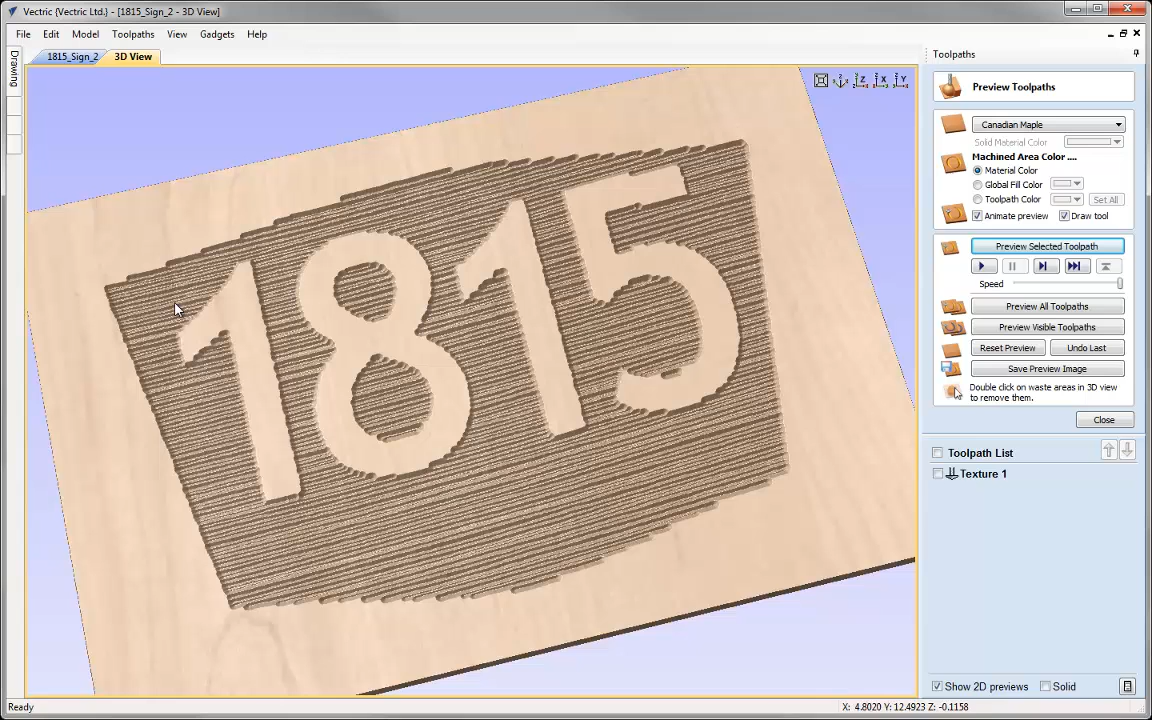 Vectric {Vectric Ltd.} - [1815_Sign_2 - 3D View]
File Edit Model Toolpaths View Gadgets Help
1815_Sign_2 3D View
Drawing
Z X Y
1815
Toolpaths
Preview Toolpaths
Canadian Maple
Solid Material Color
Machined Area Color ....
Material Color
Global Fill Color
Toolpath Color Set All
Animate preview Draw tool
Preview Selected Toolpath
Speed
Preview All Toolpaths
Preview Visible Toolpaths
Reset Preview Undo Last
Save Preview Image
Double click on waste areas in 3D view
to remove them.
Close
Toolpath List
Texture 1
Show 2D previews Solid
Ready X: 4.8020 Y: 12.4923 Z: -0.1158